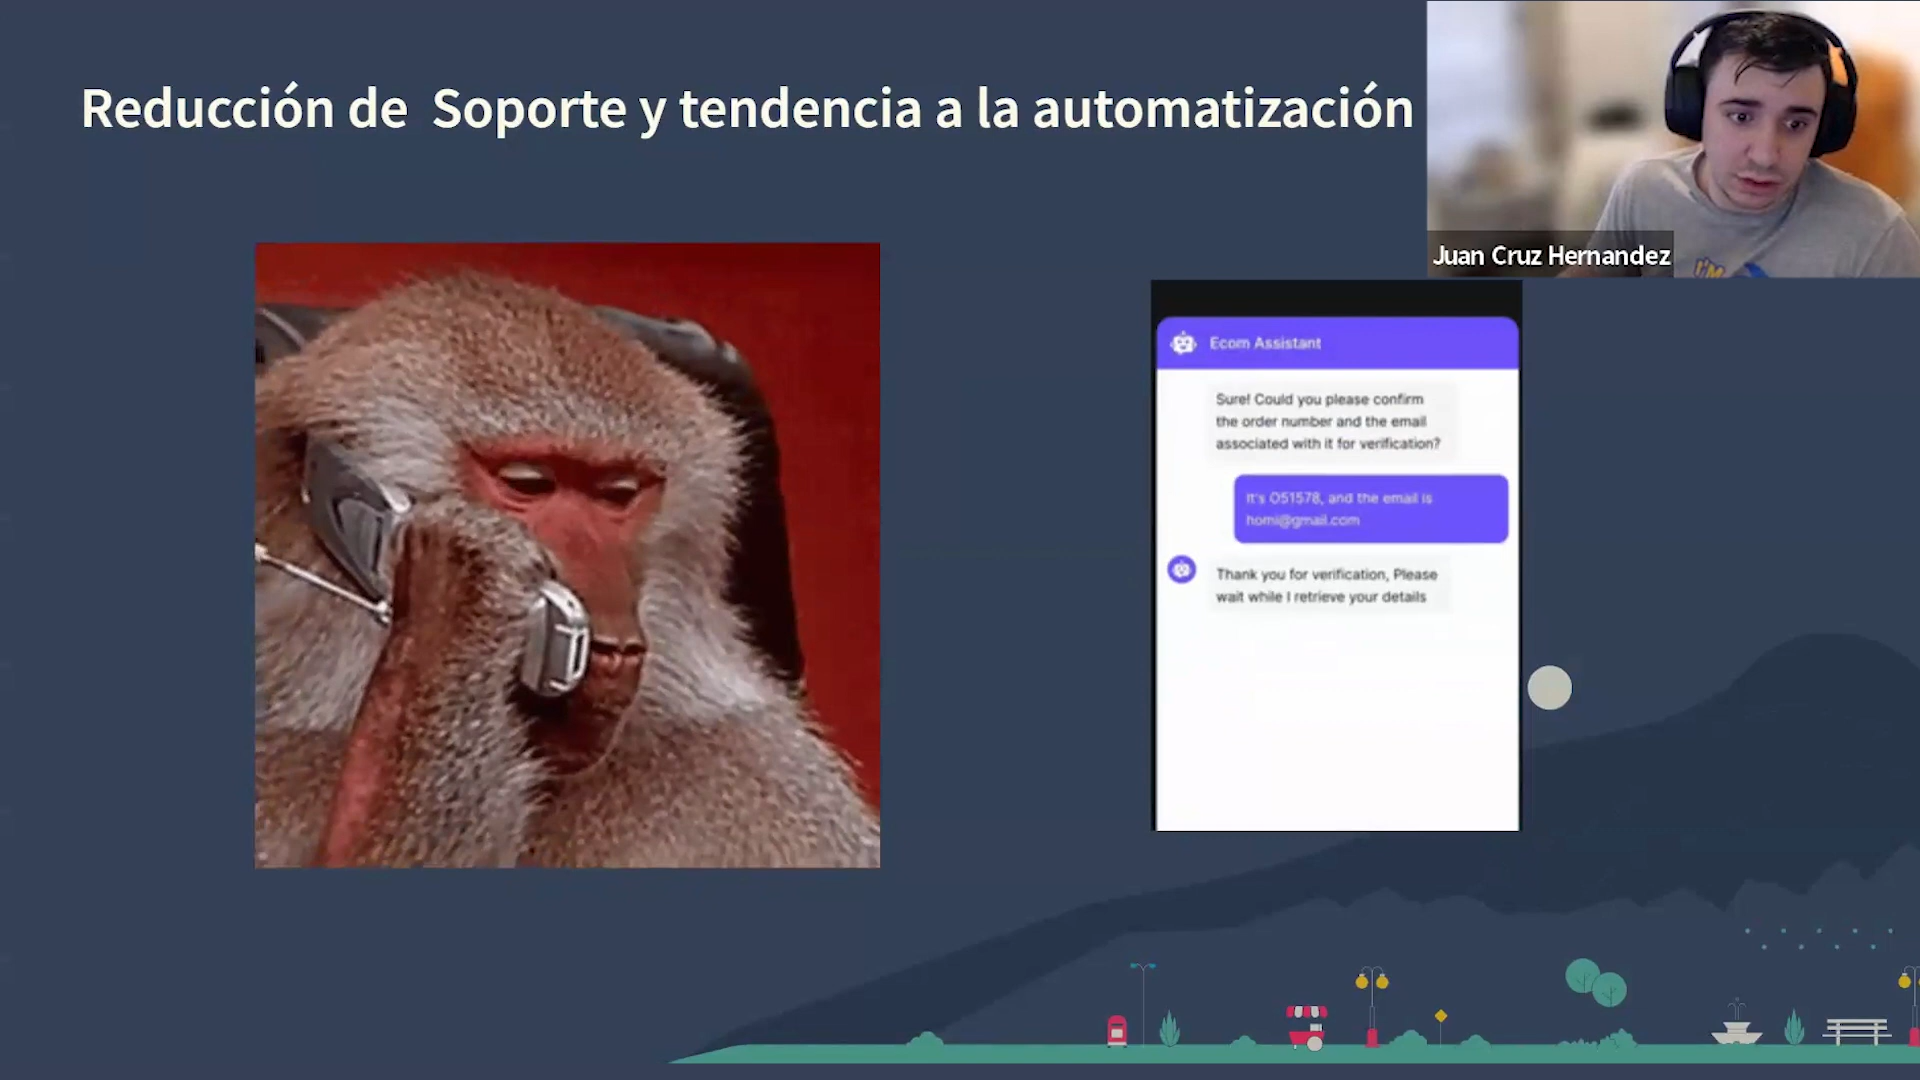 Reducción de  Soporte y tendencia a la automatización
Juan Cruz Hernandez
Ecom Assistant
Sure! Could you please confirm
the order number and the email
associated with it for verification?
It's O51578, and the email is
homi@gmail.com
Thank you for verification, Please
wait while I retrieve your details
I'M